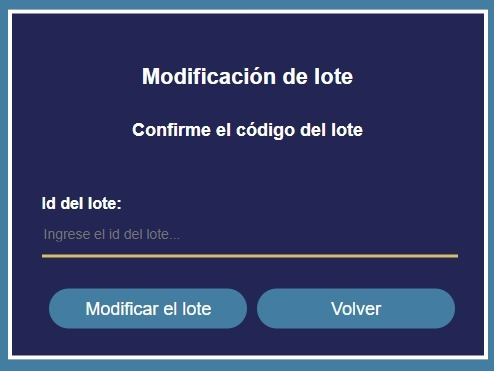 Modificación de lote
Confirme el código del lote
Id del lote:
Ingrese el id del lote...
Modificar el lote
Volver